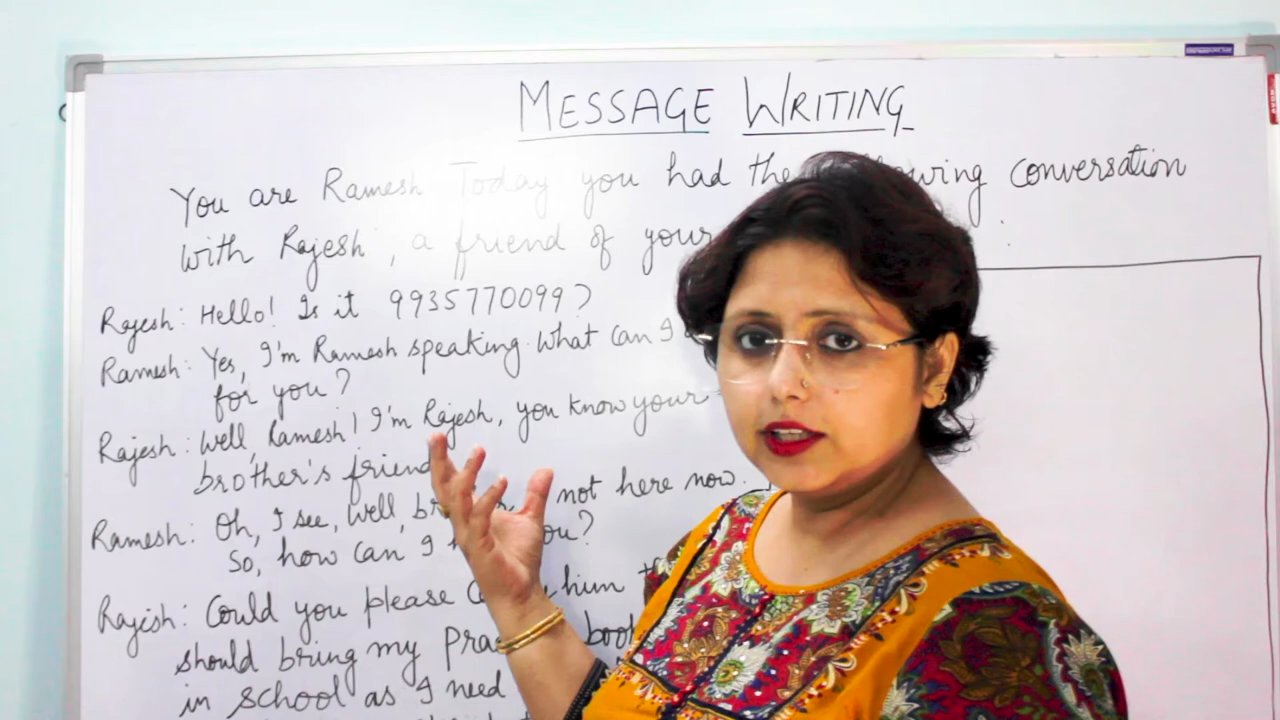 MESSAGE WRITING
You are Ramesh Today you had the conversation
with Rajesh, a friend of your
Rajesh: Hello! Is it 9935770099?
Ramesh: Yes, I'm Ramesh speaking. What can I
for you?
Rajesh: Well, Ramesh! I'm Rajesh, you know your
brother's friend
Ramesh: Oh, I see, Well, not here now.
So, how can I you?
Rajesh: Could you please him
should bring my book
in school as I need